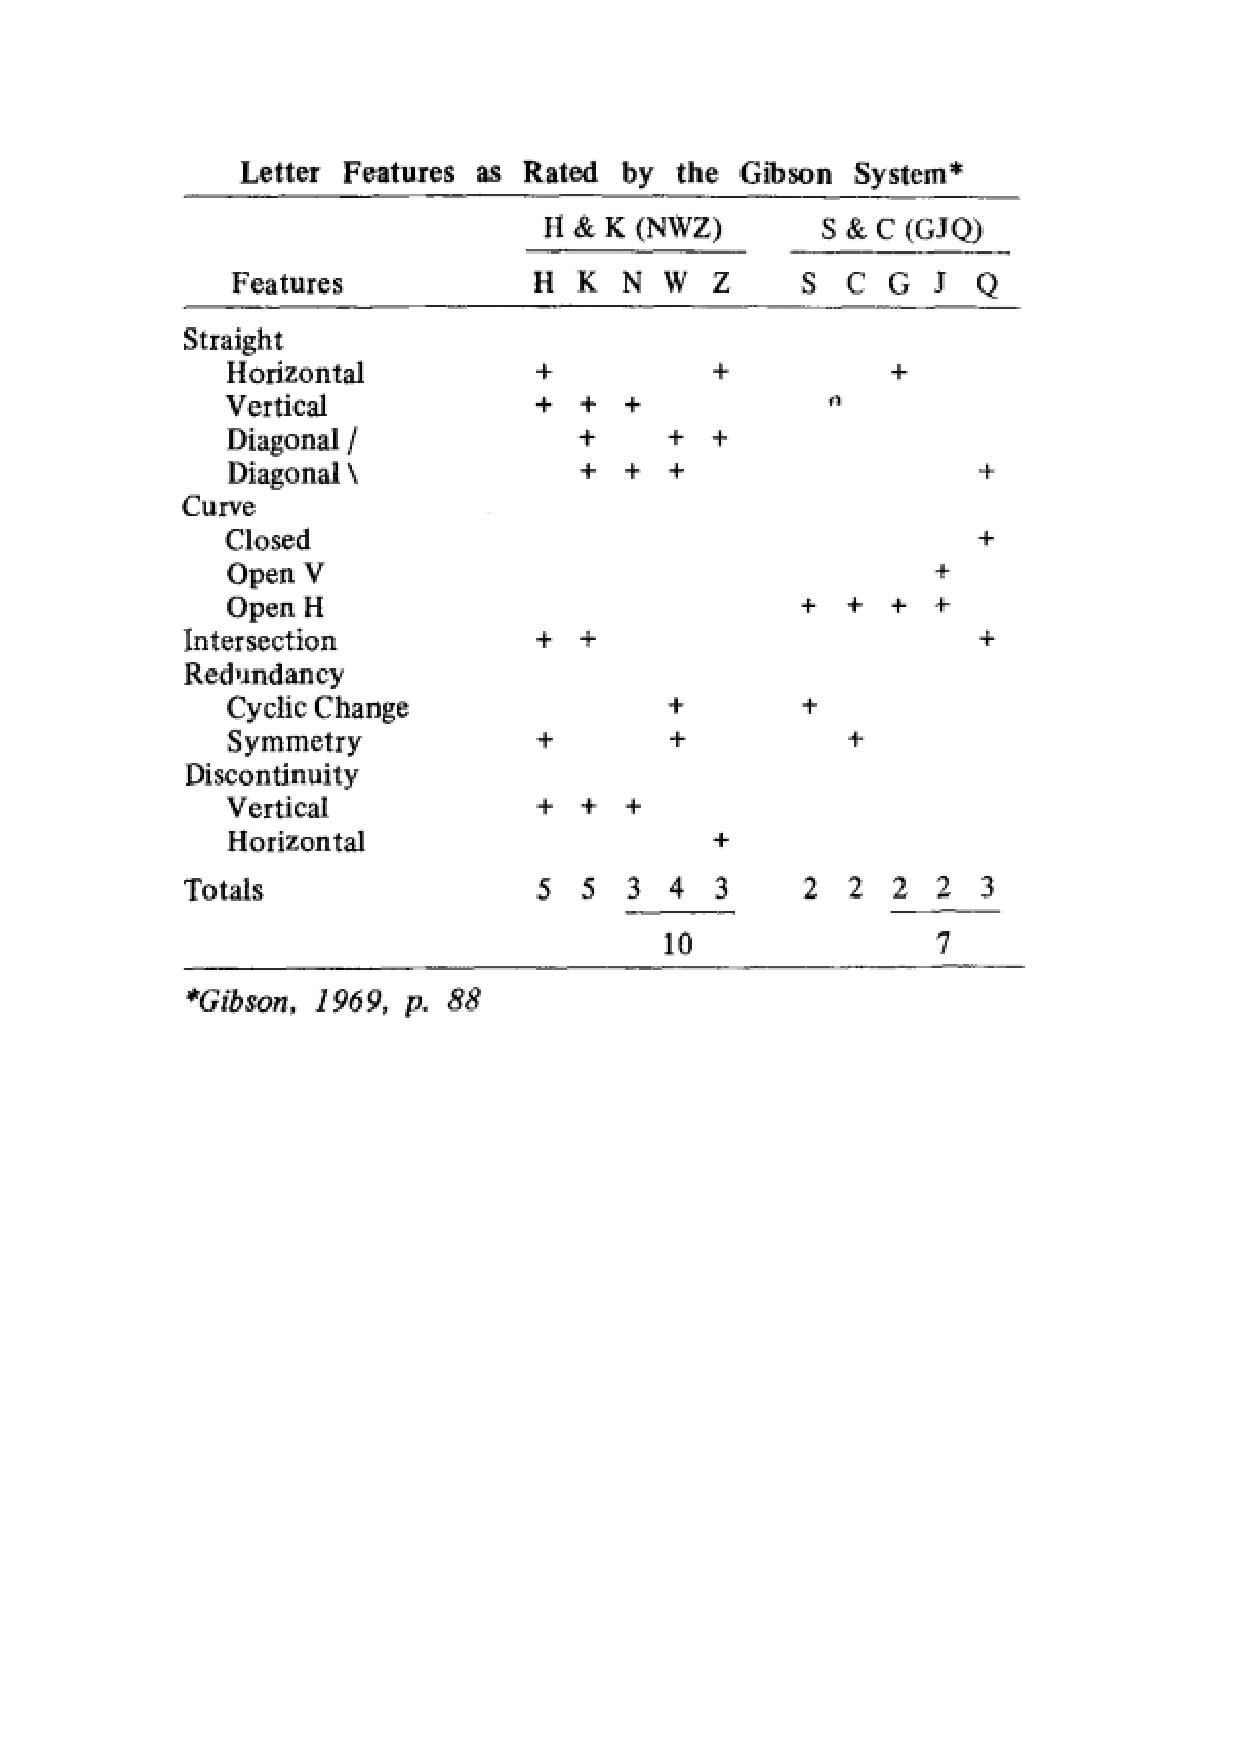 Letter Features as Rated by the Gibson System*
H & K (NWZ) S & C (GJQ)
Features H K N W Z S C G J Q
Straight
Horizontal + + +
Vertical + + +
Diagonal / + + +
Diagonal \ + + + +
Curve
Closed +
Open V +
Open H + + + +
Intersection + + +
Redundancy
Cyclic Change + +
Symmetry + + +
Discontinuity
Vertical + + +
Horizontal +
Totals 5 5 3 4 3 2 2 2 2 3
10 7
*Gibson, 1969, p. 88